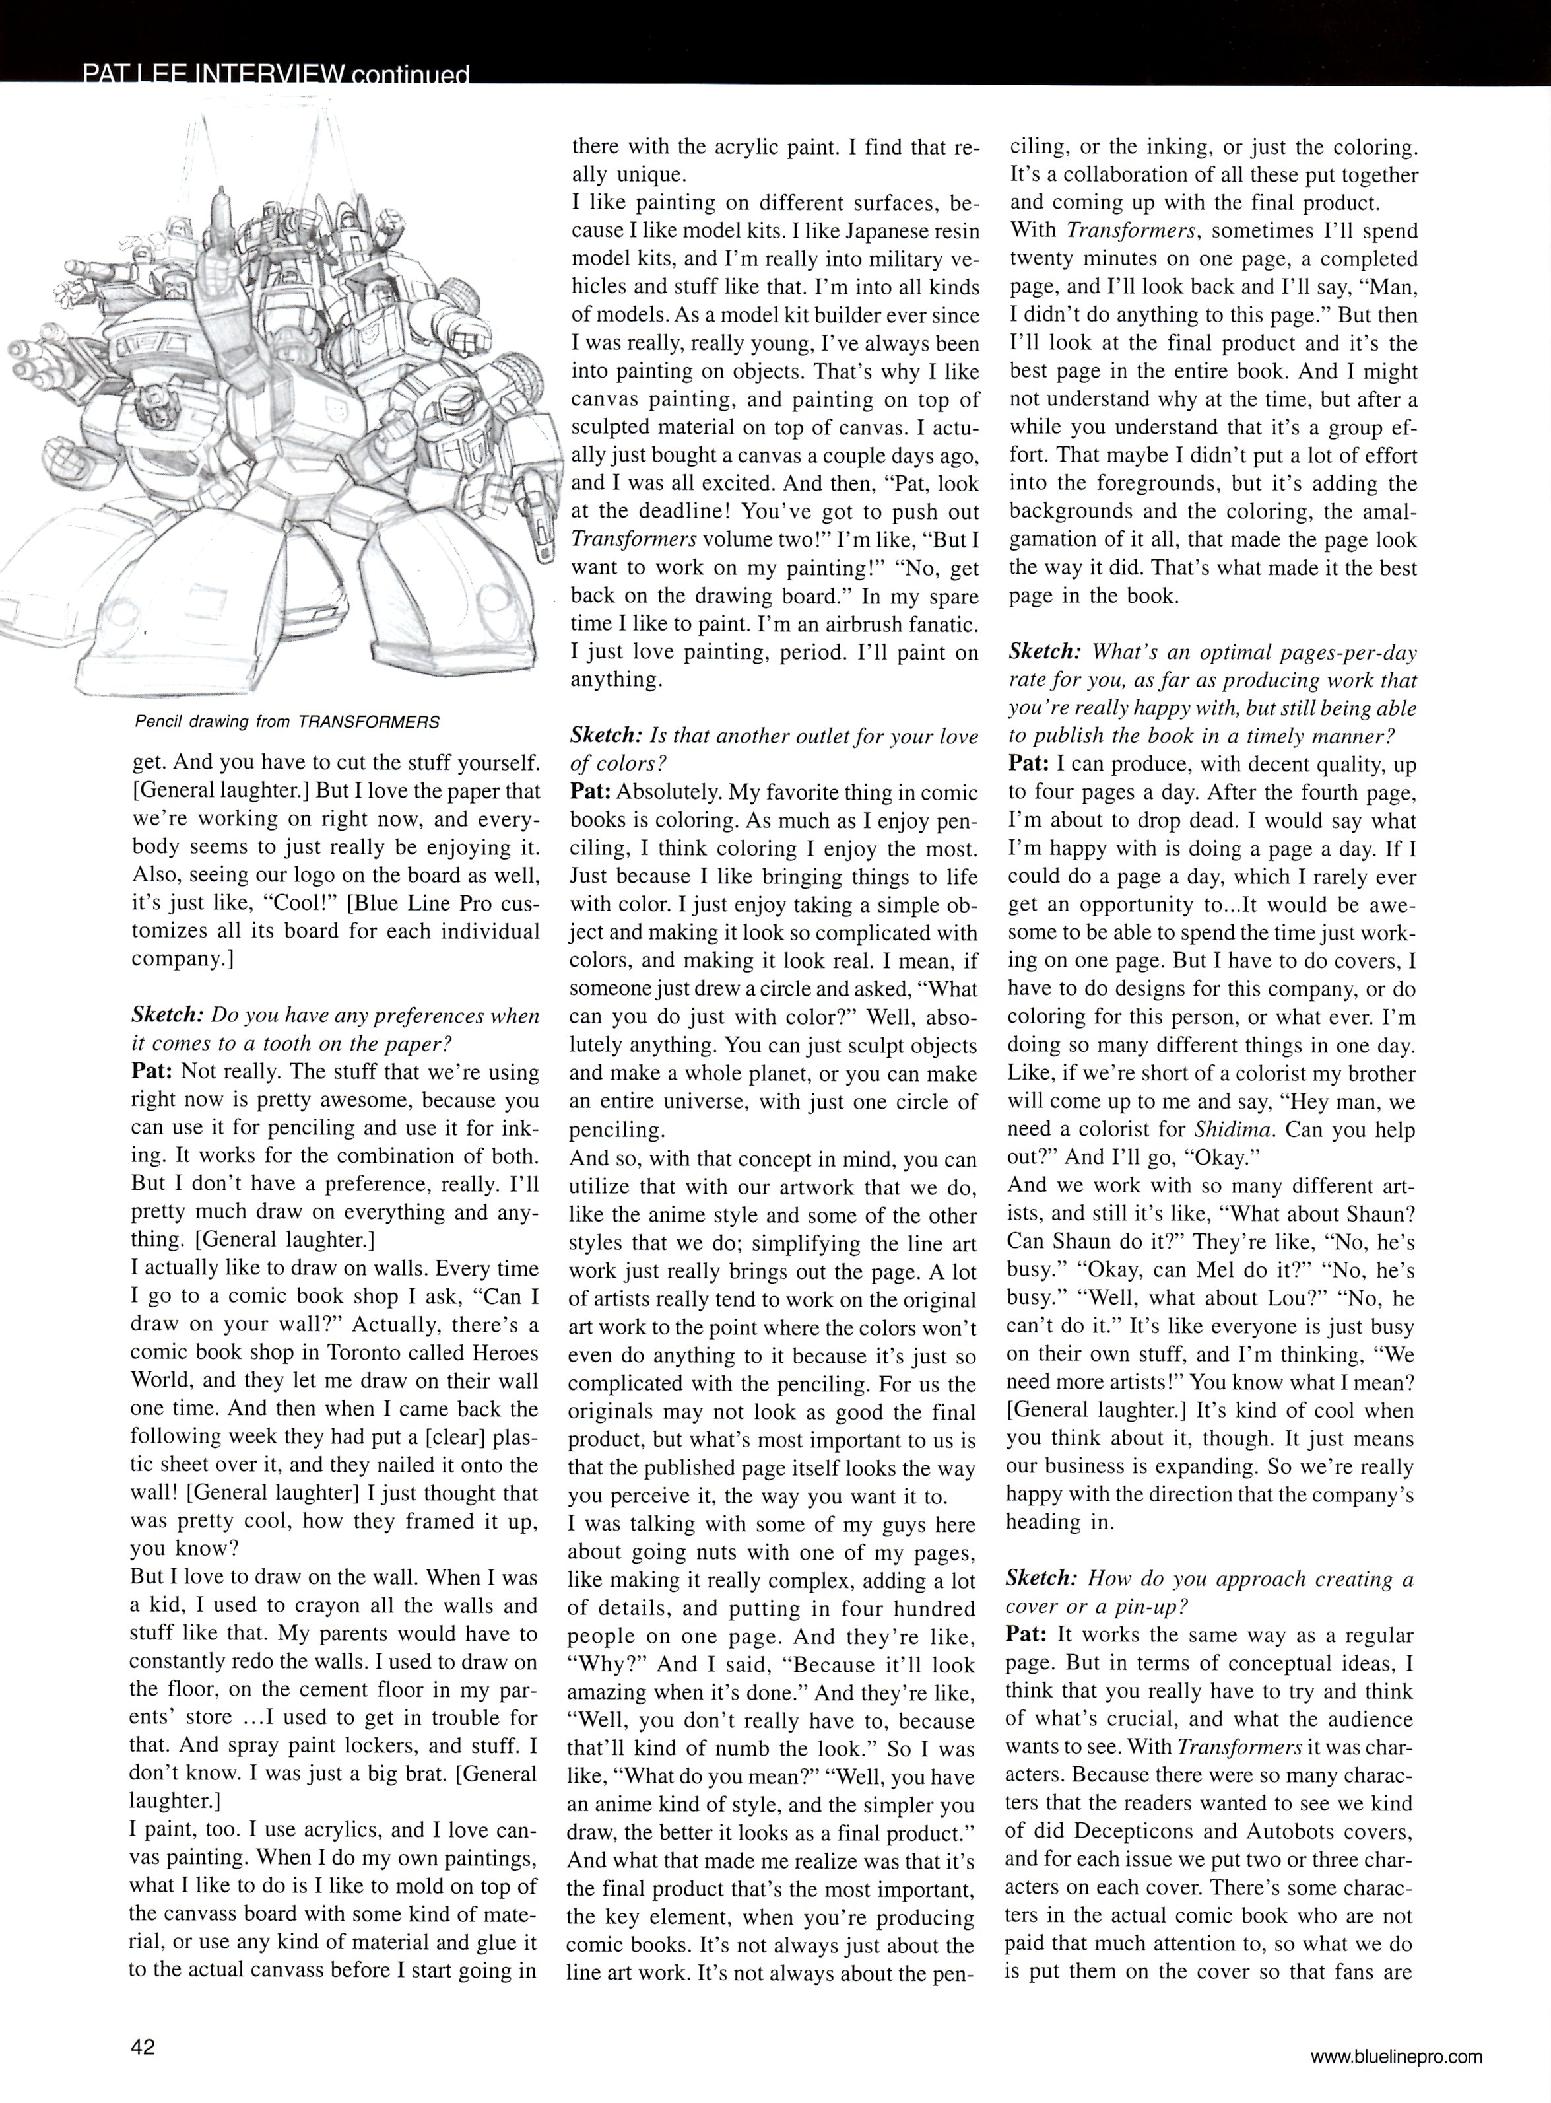 PAT LEE INTERVIEW continued
Pencil drawing from TRANSFORMERS
get. And you have to cut the stuff yourself.
[General laughter.] But I love the paper that
we're working on right now, and every-
body seems to just really be enjoying it.
Also, seeing our logo on the board as well,
it's just like, “Cool!” [Blue Line Pro cus-
tomizes all its board for each individual
company.]
Sketch: Do you have any preferences when
it comes to a tooth on the paper?
Pat: Not really. The stuff that we're using
right now is pretty awesome, because you
can use it for penciling and use it for ink-
ing. It works for the combination of both.
But I don't have a preference, really. I'll
pretty much draw on everything and any-
thing. [General laughter.]
I actually like to draw on walls. Every time
I go to a comic book shop I ask, “Can I
draw on your wall?” Actually, there's a
comic book shop in Toronto called Heroes
World, and they let me draw on their wall
one time. And then when I came back the
following week they had put a [clear] plas-
tic sheet over it, and they nailed it onto the
wall! [General laughter] I just thought that
was pretty cool, how they framed it up,
you know?
But I love to draw on the wall. When I was
a kid, I used to crayon all the walls and
stuff like that. My parents would have to
constantly redo the walls. I used to draw on
the floor, on the cement floor in my par-
ents' store ...I used to get in trouble for
that. And spray paint lockers, and stuff. I
don't know. I was just a big brat. [General
laughter.]
I paint, too. I use acrylics, and I love can-
vas painting. When I do my own paintings,
what I like to do is I like to mold on top of
the canvass board with some kind of mate-
rial, or use any kind of material and glue it
to the actual canvass before I start going in
there with the acrylic paint. I find that re-
ally unique.
I like painting on different surfaces, be-
cause I like model kits. I like Japanese resin
model kits, and I'm really into military ve-
hicles and stuff like that. I'm into all kinds
of models. As a model kit builder ever since
I was really, really young, I've always been
into painting on objects. That's why I like
canvas painting, and painting on top of
sculpted material on top of canvas. I actu-
ally just bought a canvas a couple days ago,
and I was all excited. And then, “Pat, look
at the deadline! You've got to push out
Transformers volume two!” I'm like, “But I
want to work on my painting!” “No, get
back on the drawing board.” In my spare
time I like to paint. I'm an airbrush fanatic.
I just love painting, period. I'll paint on
anything.
Sketch: Is that another outlet for your love
of colors?
Pat: Absolutely. My favorite thing in comic
books is coloring. As much as I enjoy pen-
ciling, I think coloring I enjoy the most.
Just because I like bringing things to life
with color. I just enjoy taking a simple ob-
ject and making it look so complicated with
colors, and making it look real. I mean, if
someone just drew a circle and asked, “What
can you do just with color?” Well, abso-
lutely anything. You can just sculpt objects
and make a whole planet, or you can make
an entire universe, with just one circle of
penciling.
And so, with that concept in mind, you can
utilize that with our artwork that we do,
like the anime style and some of the other
styles that we do; simplifying the line art
work just really brings out the page. A lot
of artists really tend to work on the original
art work to the point where the colors won't
even do anything to it because it's just so
complicated with the penciling. For us the
originals may not look as good the final
product, but what's most important to us is
that the published page itself looks the way
you perceive it, the way you want it to.
I was talking with some of my guys here
about going nuts with one of my pages,
like making it really complex, adding a lot
of details, and putting in four hundred
people on one page. And they're like,
“Why?” And I said, “Because it'll look
amazing when it's done.” And they're like,
“Well, you don't really have to, because
that'll kind of numb the look.” So I was
like, “What do you mean?” “Well, you have
an anime kind of style, and the simpler you
draw, the better it looks as a final product.”
And what that made me realize was that it's
the final product that's the most important,
the key element, when you're producing
comic books. It's not always just about the
line art work. It's not always about the pen-
ciling, or the inking, or just the coloring.
It's a collaboration of all these put together
and coming up with the final product.
With Transformers, sometimes I'll spend
twenty minutes on one page, a completed
page, and I'll look back and I'll say, “Man,
I didn't do anything to this page.” But then
I'll look at the final product and it's the
best page in the entire book. And I might
not understand why at the time, but after a
while you understand that it's a group ef-
fort. That maybe I didn't put a lot of effort
into the foregrounds, but it's adding the
backgrounds and the coloring, the amal-
gamation of it all, that made the page look
the way it did. That's what made it the best
page in the book.
Sketch: What's an optimal pages-per-day
rate for you, as far as producing work that
you're really happy with, but still being able
to publish the book in a timely manner?
Pat: I can produce, with decent quality, up
to four pages a day. After the fourth page,
I'm about to drop dead. I would say what
I'm happy with is doing a page a day. If I
could do a page a day, which I rarely ever
get an opportunity to...It would be awe-
some to be able to spend the time just work-
ing on one page. But I have to do covers, I
have to do designs for this company, or do
coloring for this person, or what ever. I'm
doing so many different things in one day.
Like, if we're short of a colorist my brother
will come up to me and say, “Hey man, we
need a colorist for Shidima. Can you help
out?” And I'll go, “Okay.”
And we work with so many different art-
ists, and still it's like, “What about Shaun?
Can Shaun do it?” They're like, “No, he's
busy.” “Okay, can Mel do it?” “No, he's
busy.” “Well, what about Lou?” “No, he
can't do it.” It's like everyone is just busy
on their own stuff, and I'm thinking, “We
need more artists!” You know what I mean?
[General laughter.] It's kind of cool when
you think about it, though. It just means
our business is expanding. So we're really
happy with the direction that the company's
heading in.
Sketch: How do you approach creating a
cover or a pin-up?
Pat: It works the same way as a regular
page. But in terms of conceptual ideas, I
think that you really have to try and think
of what's crucial, and what the audience
wants to see. With Transformers it was char-
acters. Because there were so many charac-
ters that the readers wanted to see we kind
of did Decepticons and Autobots covers,
and for each issue we put two or three char-
acters on each cover. There's some charac-
ters in the actual comic book who are not
paid that much attention to, so what we do
is put them on the cover so that fans are
42
www.bluelinepro.com